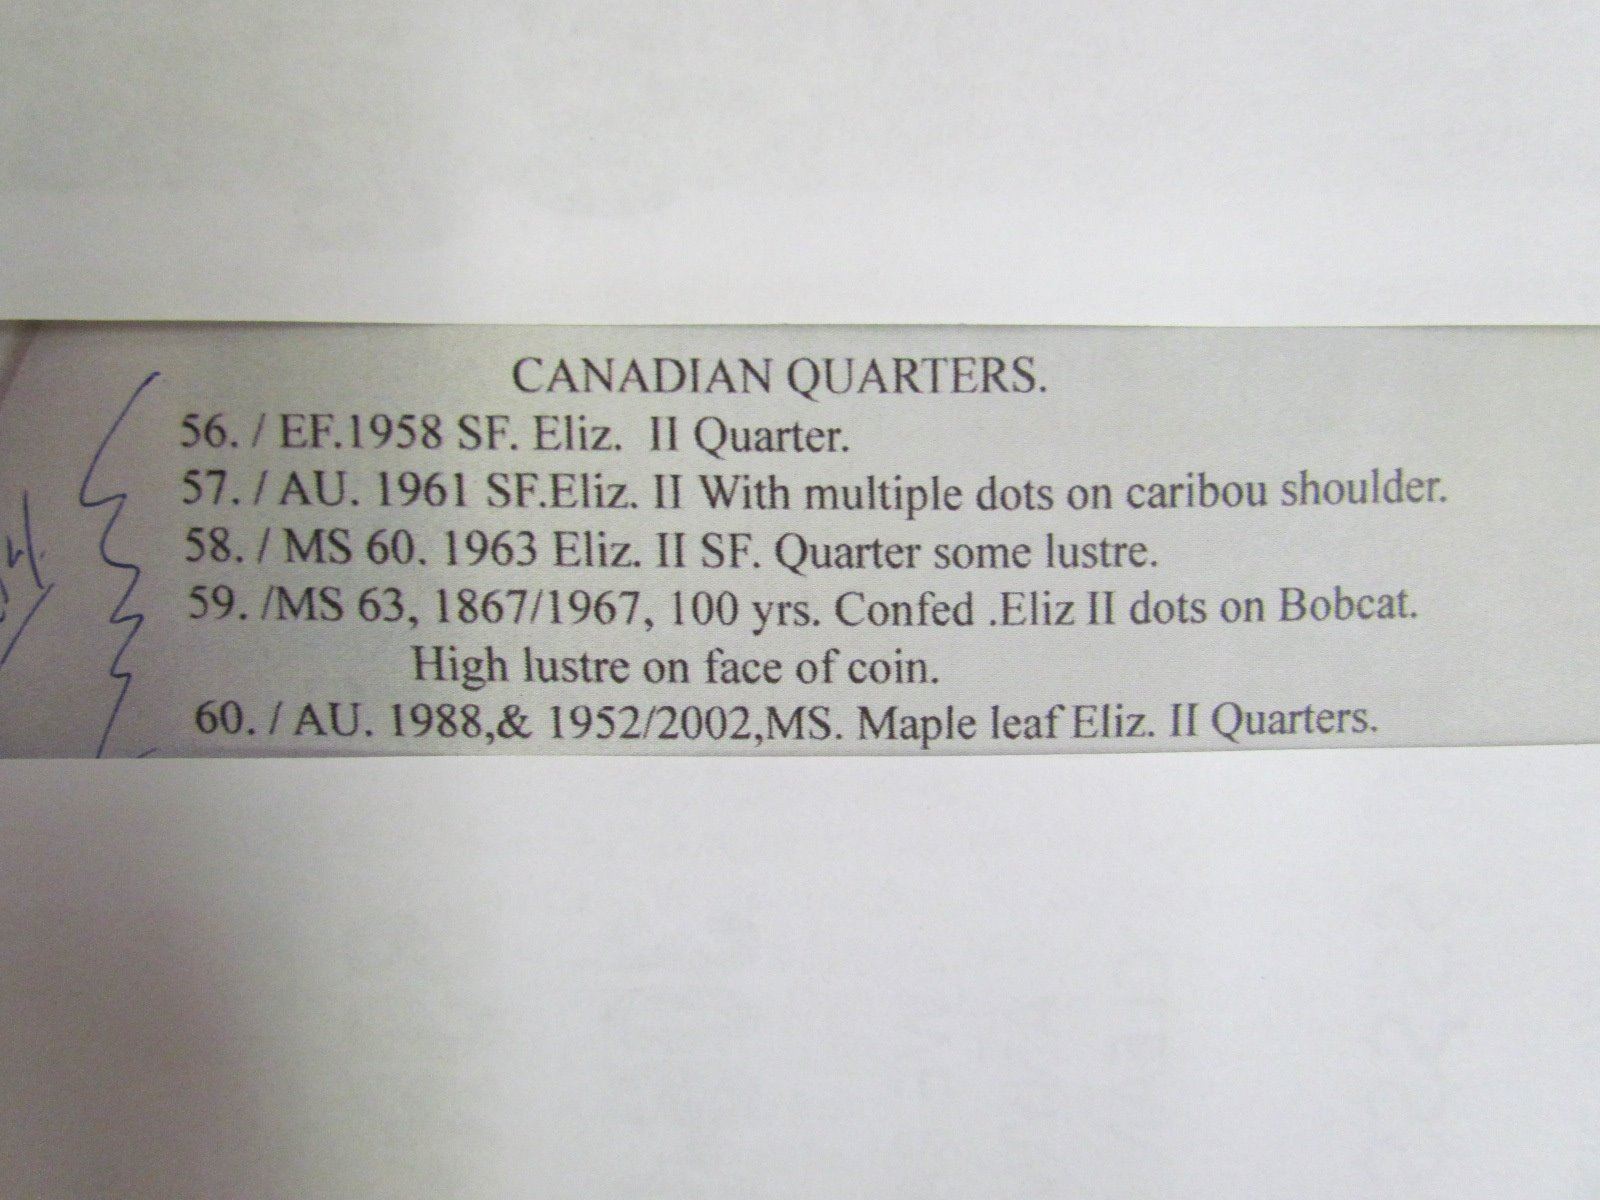 CANADIAN QUARTERS.
56. / EF.1958 SF. Eliz. II Quarter.
57. / AU. 1961 SF.Eliz. II With multiple dots on caribou shoulder.
58. / MS 60. 1963 Eliz. II SF. Quarter some lustre.
59. /MS 63, 1867/1967, 100 yrs. Confed .Eliz II dots on Bobcat.
High lustre on face of coin.
60. / AU. 1988,& 1952/2002,MS. Maple leaf Eliz. II Quarters.